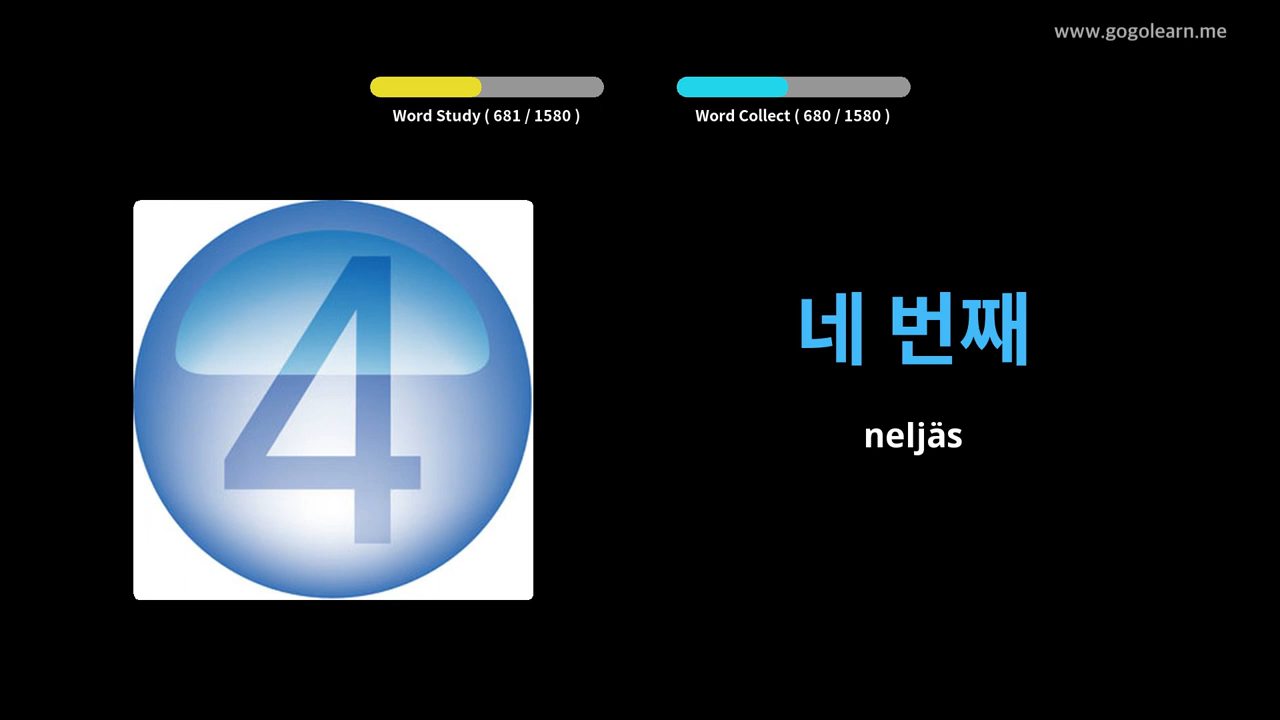 www.gogolearn.me
Word Study ( 681 / 1580 )
Word Collect ( 680 / 1580 )
4
네 번째
neljäs